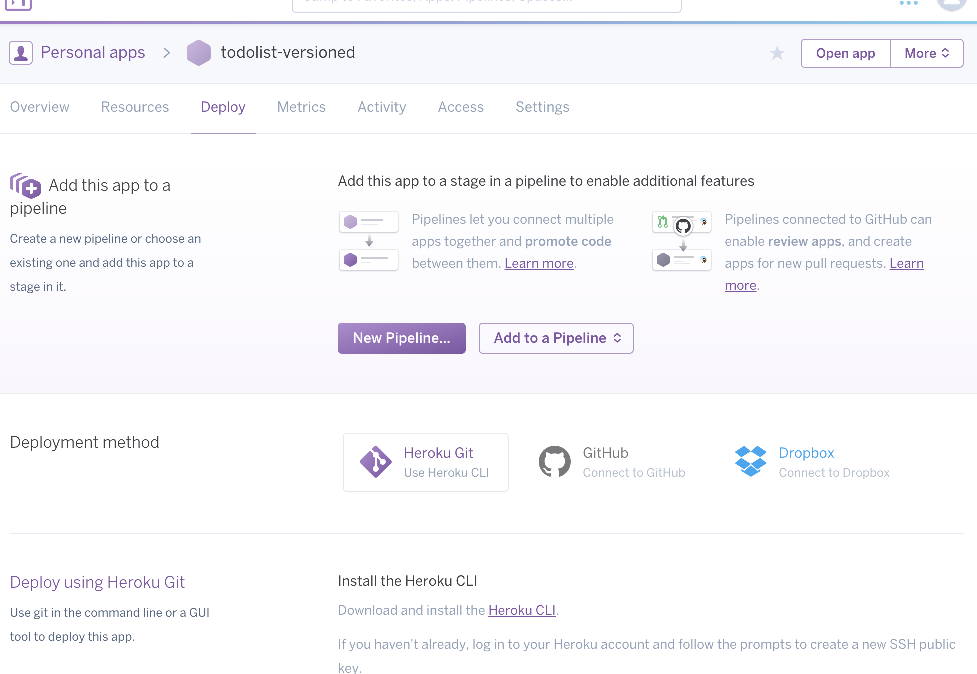 Personal apps
todolist-versioned
Open app
More
Overview
Resources
Deploy
Metrics
Activity
Access
Settings
Add this app to a
pipeline
Create a new pipeline or choose an
existing one and add this app to a
stage in it.
Add this app to a stage in a pipeline to enable additional features
Pipelines let you connect multiple
apps together and promote code
between them. Learn more.
Pipelines connected to GitHub can
enable review apps, and create
apps for new pull requests. Learn
more.
New Pipeline...
Add to a Pipeline
Deployment method
Heroku Git
Use Heroku CLI
GitHub
Connect to GitHub
Dropbox
Connect to Dropbox
Deploy using Heroku Git
Use git in the command line or a GUI
tool to deploy this app.
Install the Heroku CLI
Download and install the Heroku CLI.
If you haven't already, log in to your Heroku account and follow the prompts to create a new SSH public
key.